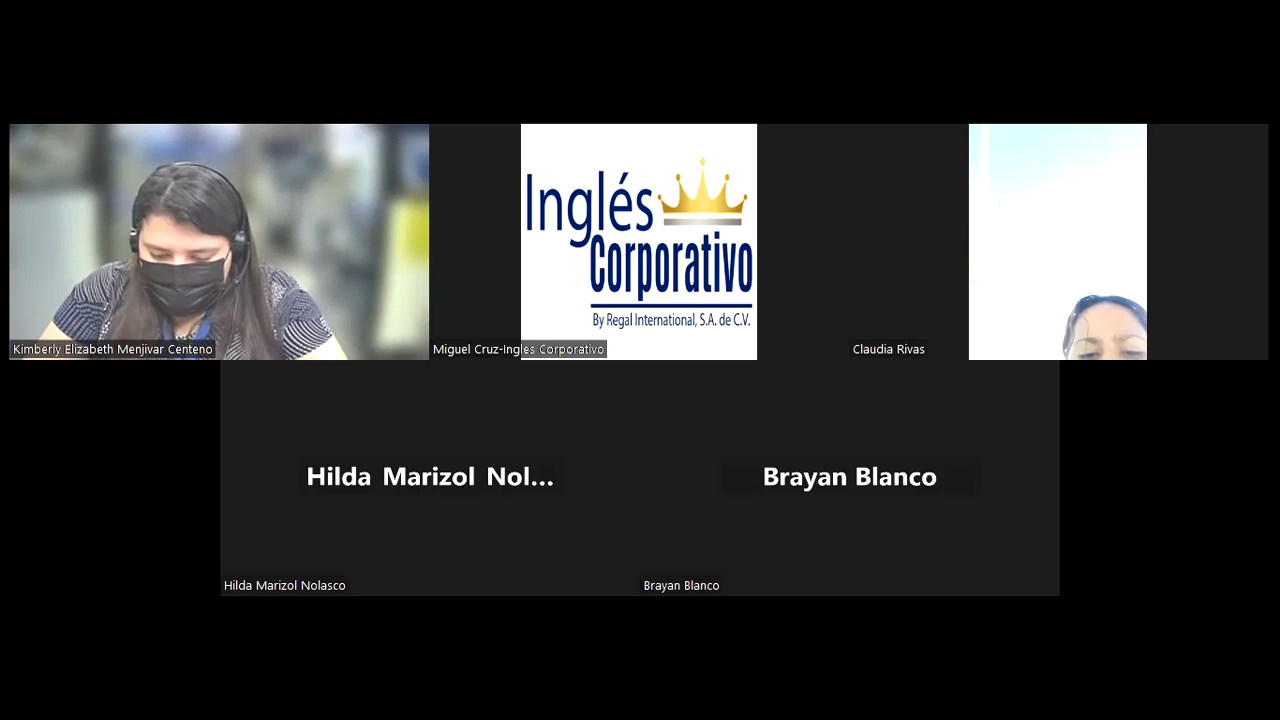 Inglés
Corporativo
By Regal International, S.A. de C.V.
Kimberly Elizabeth Menjivar Centeno
Miguel Cruz-Ingles Corporativo
Claudia Rivas
Hilda Marizol Nol...
Brayan Blanco
Hilda Marizol Nolasco
Brayan Blanco